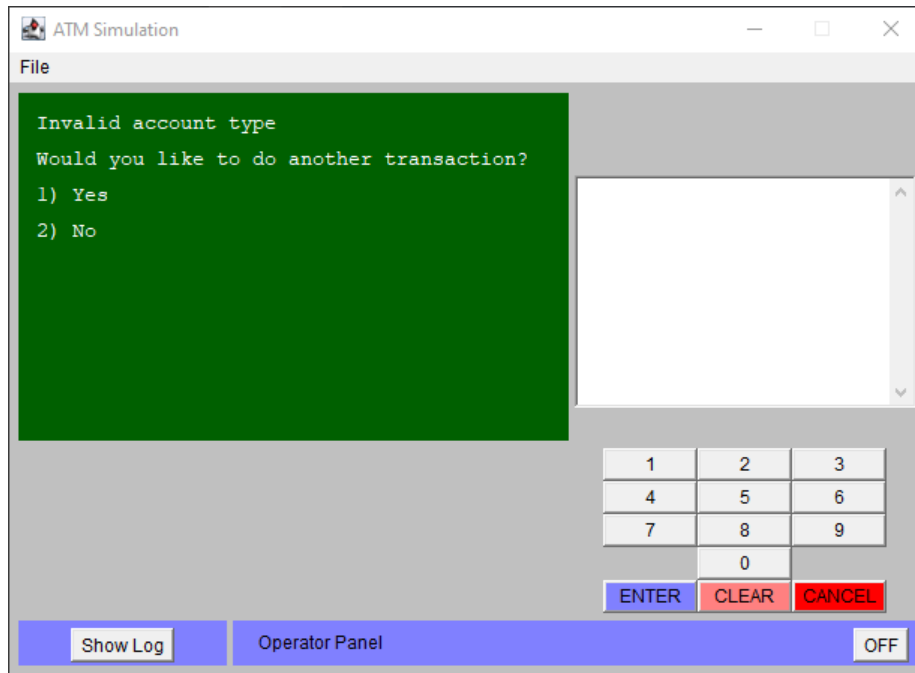 ATM Simulation
File
Invalid account type
Would you like to do another transaction?
1) Yes
2) No
1 2 3
4 5 6
7 8 9
0
ENTER CLEAR CANCEL
Show Log Operator Panel OFF